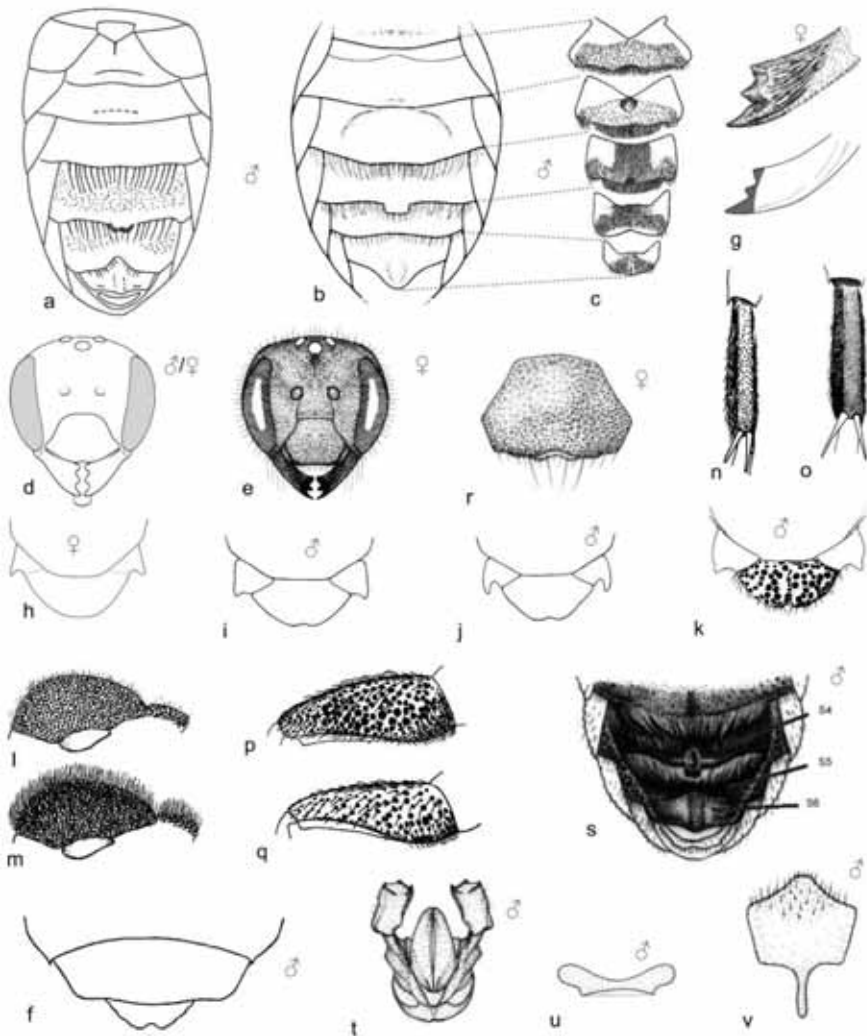 ♀
♂
♂
a
b
c
g
♂/♀
♀
♀
d
e
r
n
o
♀
♂
♂
♂
h
i
j
k
♂
l
p
S4
S5
m
q
S6
s
♂
♂
♂
♂
f
t
u
v